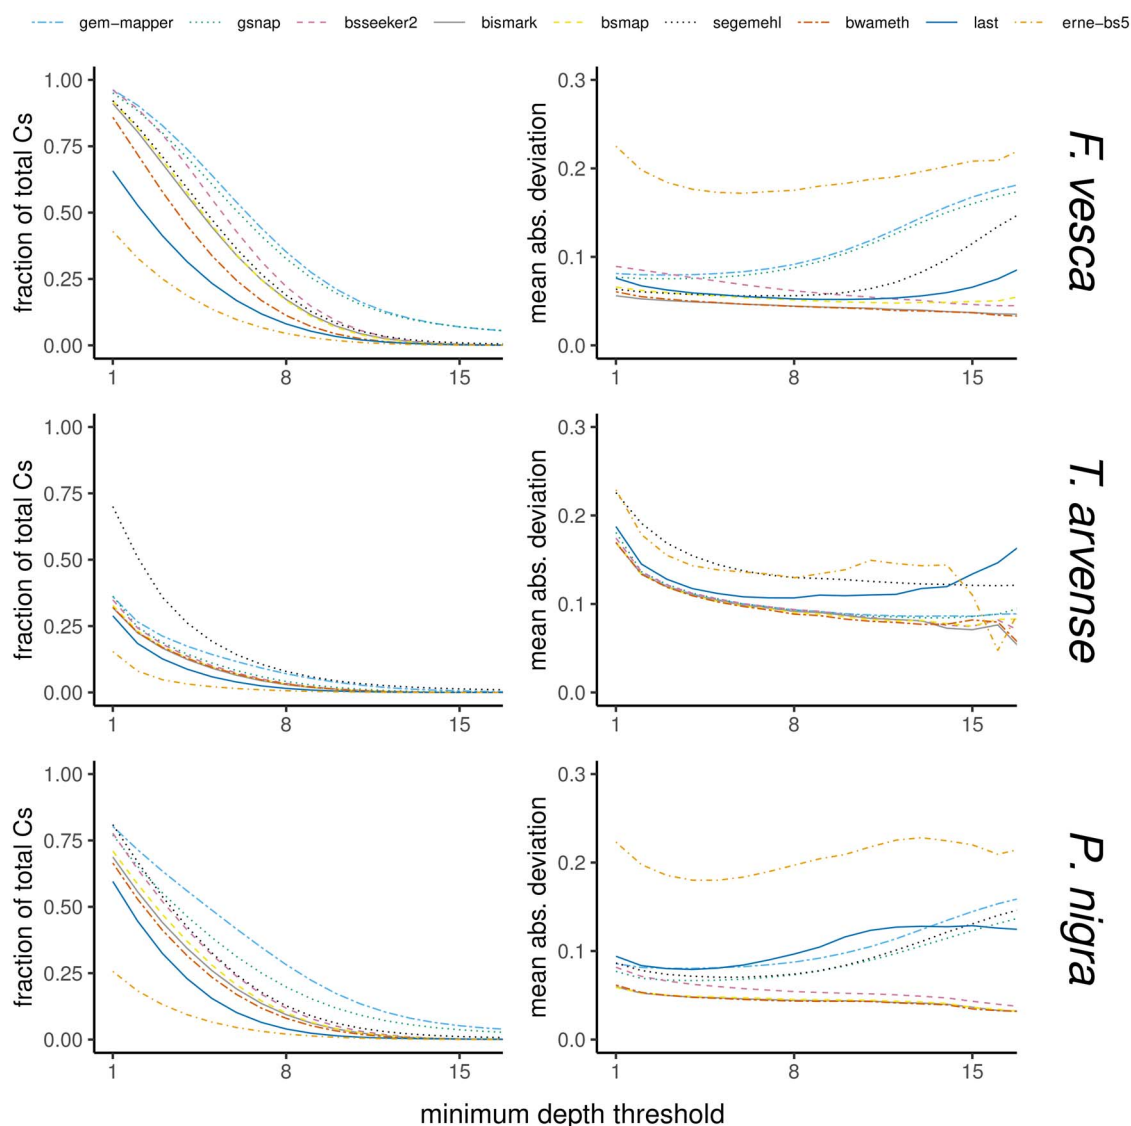 gem−mapper gsnap bsseeker2 bismark bsmap segemehl bwameth last erne−bs5
fraction of total Cs
1.00
0.75
0.50
0.25
0.00
1 8 15
mean abs. deviation
0.3
0.2
0.1
0.0
1 8 15
F. vesca
fraction of total Cs
1.00
0.75
0.50
0.25
0.00
1 8 15
mean abs. deviation
0.3
0.2
0.1
0.0
1 8 15
T. arvense
fraction of total Cs
1.00
0.75
0.50
0.25
0.00
1 8 15
mean abs. deviation
0.3
0.2
0.1
0.0
1 8 15
P. nigra
minimum depth threshold